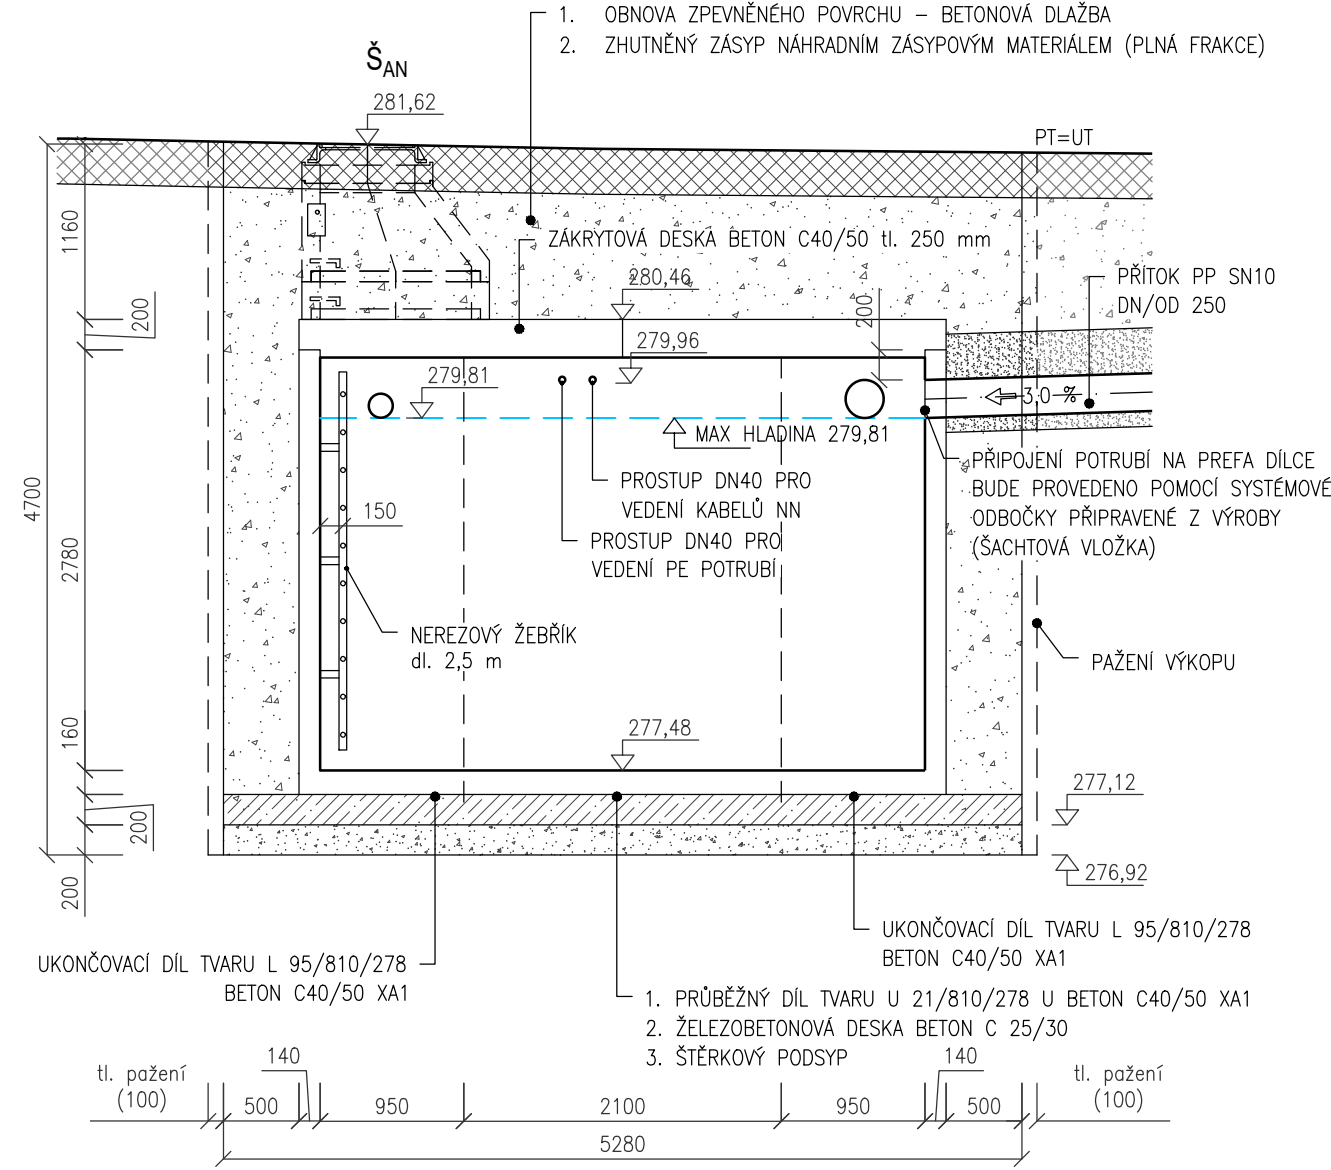 1. OBNOVA ZPEVNĚNÉHO POVRCHU – BETONOVÁ DLAŽBA
2. ZHUTNĚNÝ ZÁSYP NÁHRADNÍM ZÁSYPOVÝM MATERIÁLEM (PLNÁ FRAKCE)
ŠAN
281,62
PT=UT
1160
ZÁKRYTOVÁ DESKA BETON C40/50 tl. 250 mm
280,46
PŘÍTOK PP SN10
DN/OD 250
200
200
279,96
279,81
3,0 %
MAX HLADINA 279,81
PŘIPOJENÍ POTRUBÍ NA PREFA DÍLCE
BUDE PROVEDENO POMOCÍ SYSTÉMOVÉ
ODBOČKY PŘIPRAVENÉ Z VÝROBY
(ŠACHTOVÁ VLOŽKA)
PROSTUP DN40 PRO
VEDENÍ KABELŮ NN
PROSTUP DN40 PRO
VEDENÍ PE POTRUBÍ
4700
2780
150
NEREZOVÝ ŽEBŘÍK
dl. 2,5 m
PAŽENÍ VÝKOPU
160
277,48
277,12
200
276,92
200
UKONČOVACÍ DÍL TVARU L 95/810/278
BETON C40/50 XA1
UKONČOVACÍ DÍL TVARU L 95/810/278
BETON C40/50 XA1
1. PRŮBĚŽNÝ DÍL TVARU U 21/810/278 U BETON C40/50 XA1
2. ŽELEZOBETONOVÁ DESKA BETON C 25/30
3. ŠTĚRKOVÝ PODSYP
tl. pažení
(100)
140
140
tl. pažení
(100)
500
950
2100
950
500
5280